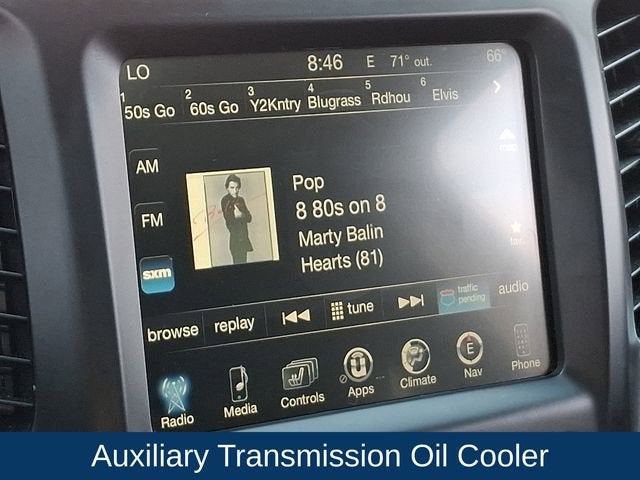 LO 8:46 E 71° out. 66°
1 50s Go 2 60s Go 3 Y2Kntry 4 Blugrass 5 Rdhou 6 Elvis
AM
map
Pop
8 80s on 8
FM
Marty Balin
fav.
Hearts (81)
sxm
browse replay tune traffic pending audio
Radio Media Controls Apps Climate E Nav Phone
Auxiliary Transmission Oil Cooler